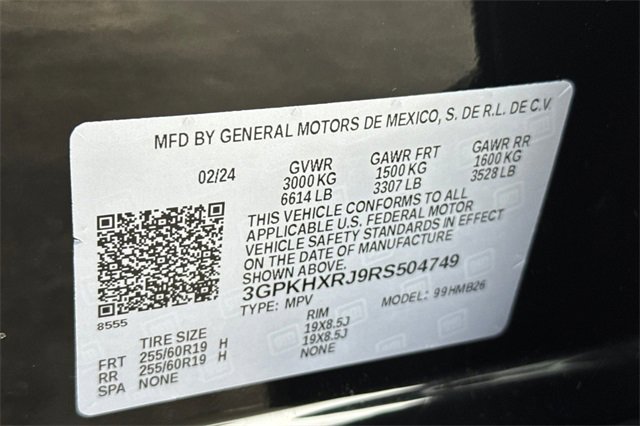 MFD BY GENERAL MOTORS DE MEXICO, S. DE R.L. DE C.V
02/24 GVWR GAWR FRT GAWR RR
3000 KG 1500 KG 1600 KG
6614 LB 3307 LB 3528 LB
THIS VEHICLE CONFORMS TO ALL
APPLICABLE U.S. FEDERAL MOTOR
VEHICLE SAFETY STANDARDS IN EFFECT
ON THE DATE OF MANUFACTURE
SHOWN ABOVE.
3GPKHXRJ9RS504749
TYPE: MPV MODEL: 99HMB26
8555
TIRE SIZE RIM
FRT 255/60R19 H 19X8.5J
RR 255/60R19 H 19X8.5J
SPA NONE NONE